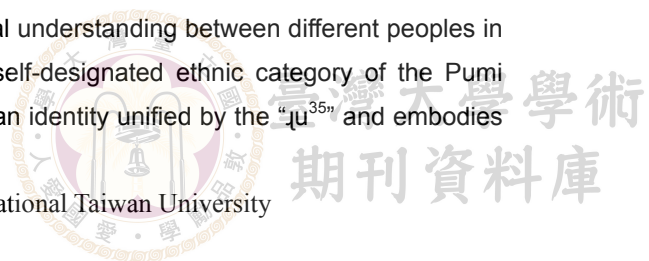 al understanding between different peoples in
self-designated ethnic category of the Pumi
an identity unified by the “ɻu³⁵” and embodies
ational Taiwan University
臺灣大學學術
期刊資料庫